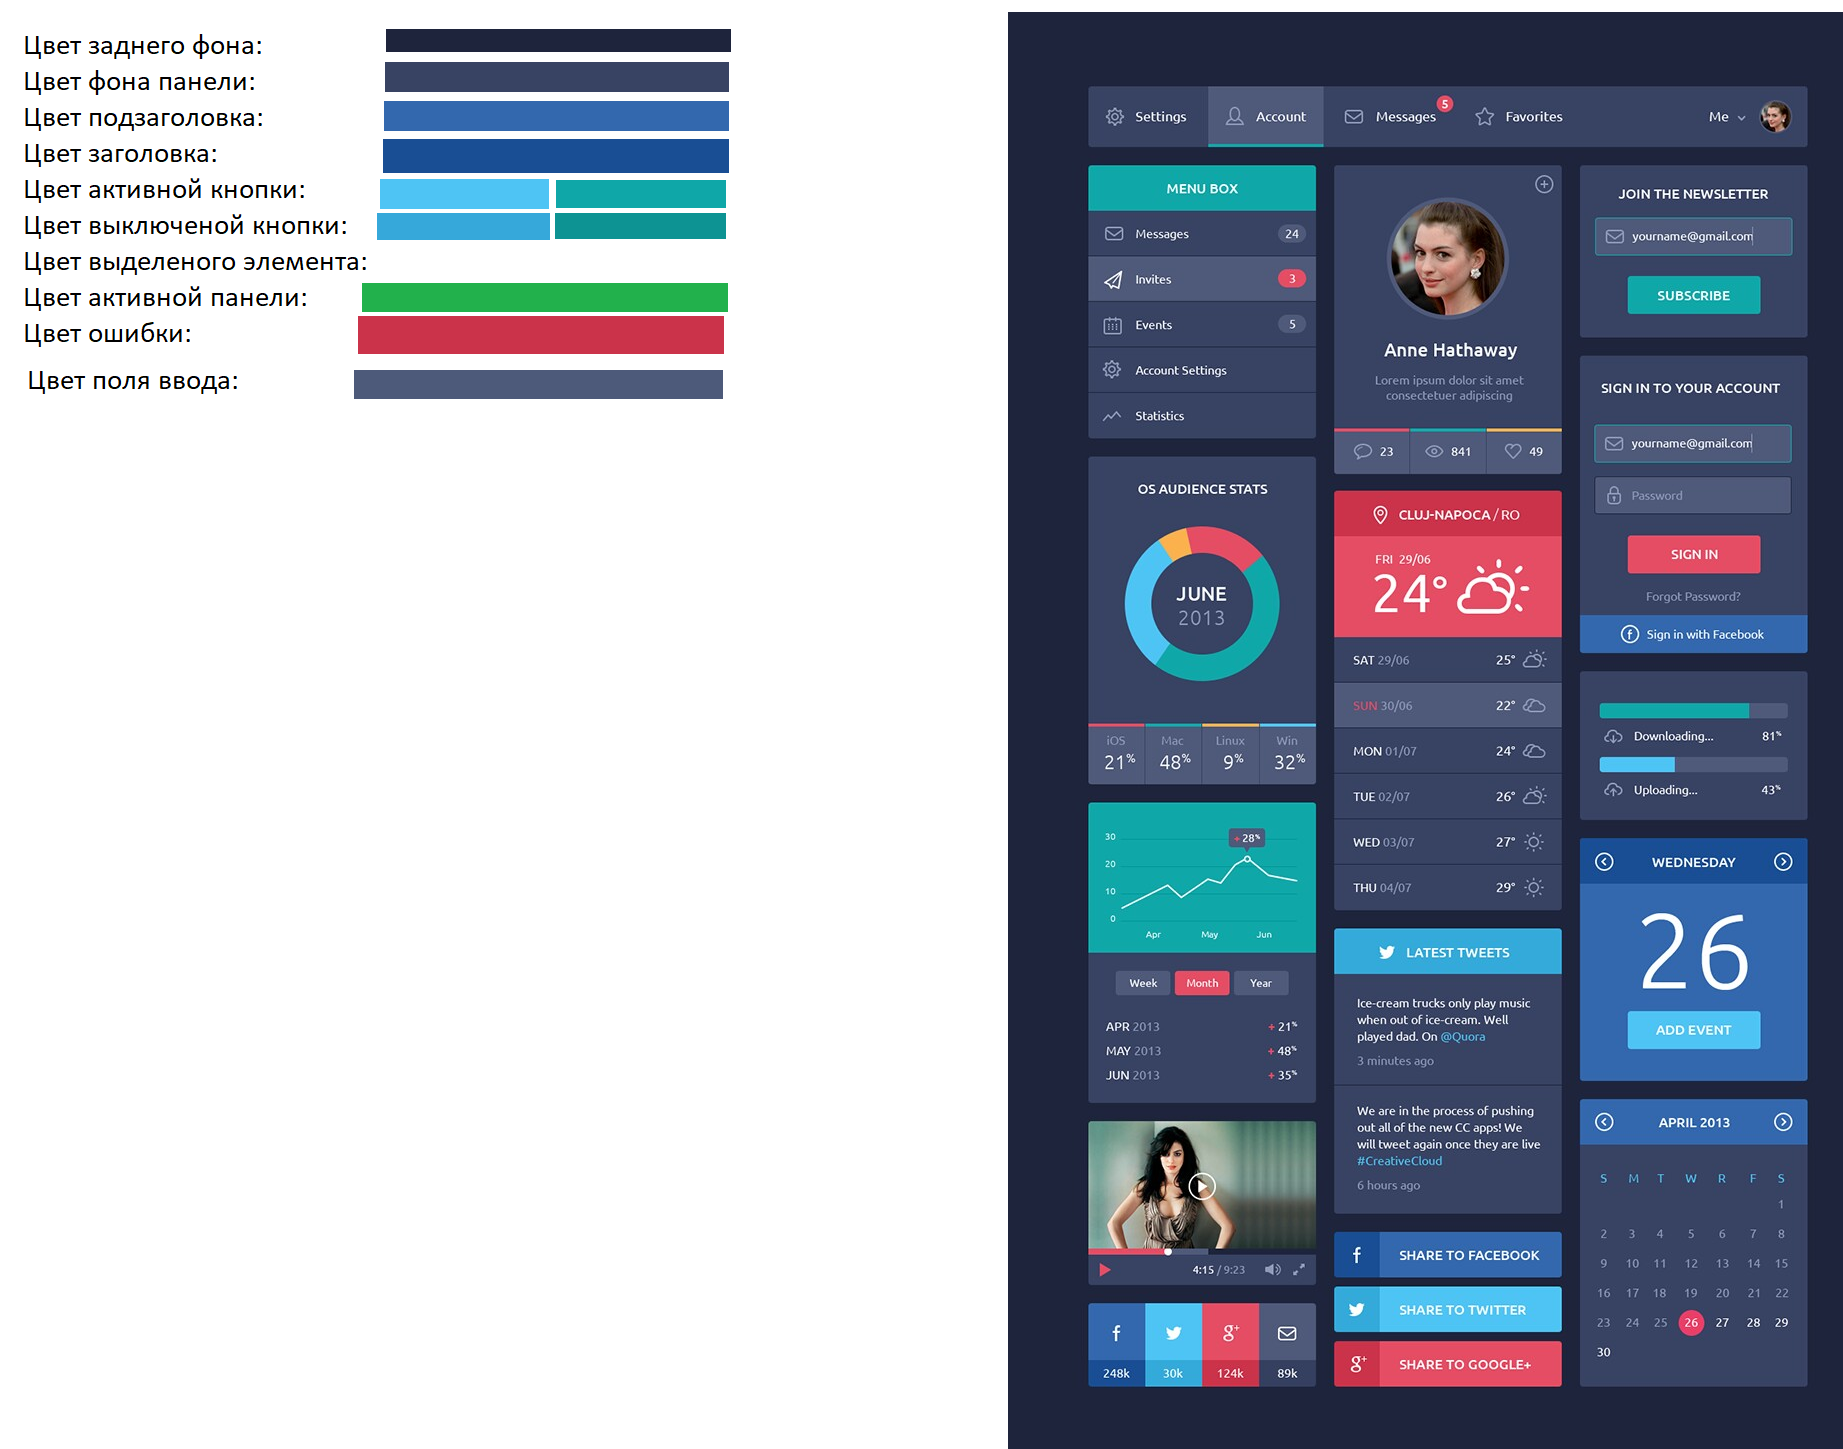 Цвет заднего фона:
Цвет фона панели:
Цвет подзаголовка:
Цвет заголовка:
Цвет активной кнопки:
Цвет выключеной кнопки:
Цвет выделеного элемента:
Цвет активной панели:
Цвет ошибки:
Цвет поля ввода:
Settings Account Messages 5 Favorites Me
MENU BOX
Messages 24
Invites 3
Events 5
Account Settings
Statistics
OS AUDIENCE STATS
JUNE
2013
iOS Mac Linux Win
21% 48% 9% 32%
30
+ 28%
20
10
0
Apr May Jun
Week Month Year
APR 2013 + 21%
MAY 2013 + 48%
JUN 2013 + 35%
4:15 / 9:23
f g+
248k 30k 124k 89k
Anne Hathaway
Lorem ipsum dolor sit amet
consectetuer adipiscing
23 841 49
CLUJ-NAPOCA / RO
FRI 29/06
24°
SAT 29/06 25°
SUN 30/06 22°
MON 01/07 24°
TUE 02/07 26°
WED 03/07 27°
THU 04/07 29°
LATEST TWEETS
Ice-cream trucks only play music
when out of ice-cream. Well
played dad. On @Quora
3 minutes ago
We are in the process of pushing
out all of the new CC apps! We
will tweet again once they are live
#CreativeCloud
6 hours ago
f SHARE TO FACEBOOK
SHARE TO TWITTER
g+ SHARE TO GOOGLE+
JOIN THE NEWSLETTER
yourname@gmail.com
SUBSCRIBE
SIGN IN TO YOUR ACCOUNT
yourname@gmail.com
Password
SIGN IN
Forgot Password?
f Sign in with Facebook
Downloading... 81%
Uploading... 43%
WEDNESDAY
26
ADD EVENT
APRIL 2013
S M T W R F S
1
2 3 4 5 6 7 8
9 10 11 12 13 14 15
16 17 18 19 20 21 22
23 24 25 26 27 28 29
30